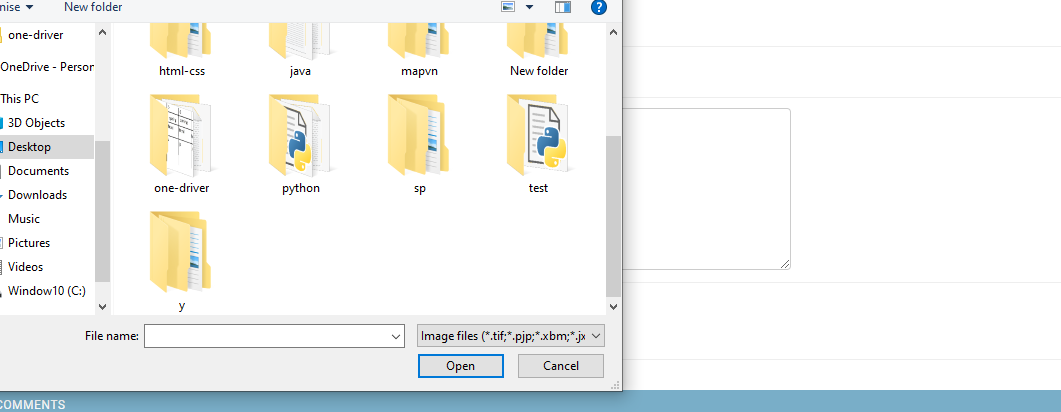 nise New folder
one-driver
OneDrive - Person
This PC
3D Objects
Desktop
Documents
Downloads
Music
Pictures
Videos
Window10 (C:)
html-css java mapvn New folder
one-driver python sp test
y
File name: Image files (*.tif;*.pjp;*.xbm;*.jx
Open Cancel
COMMENTS